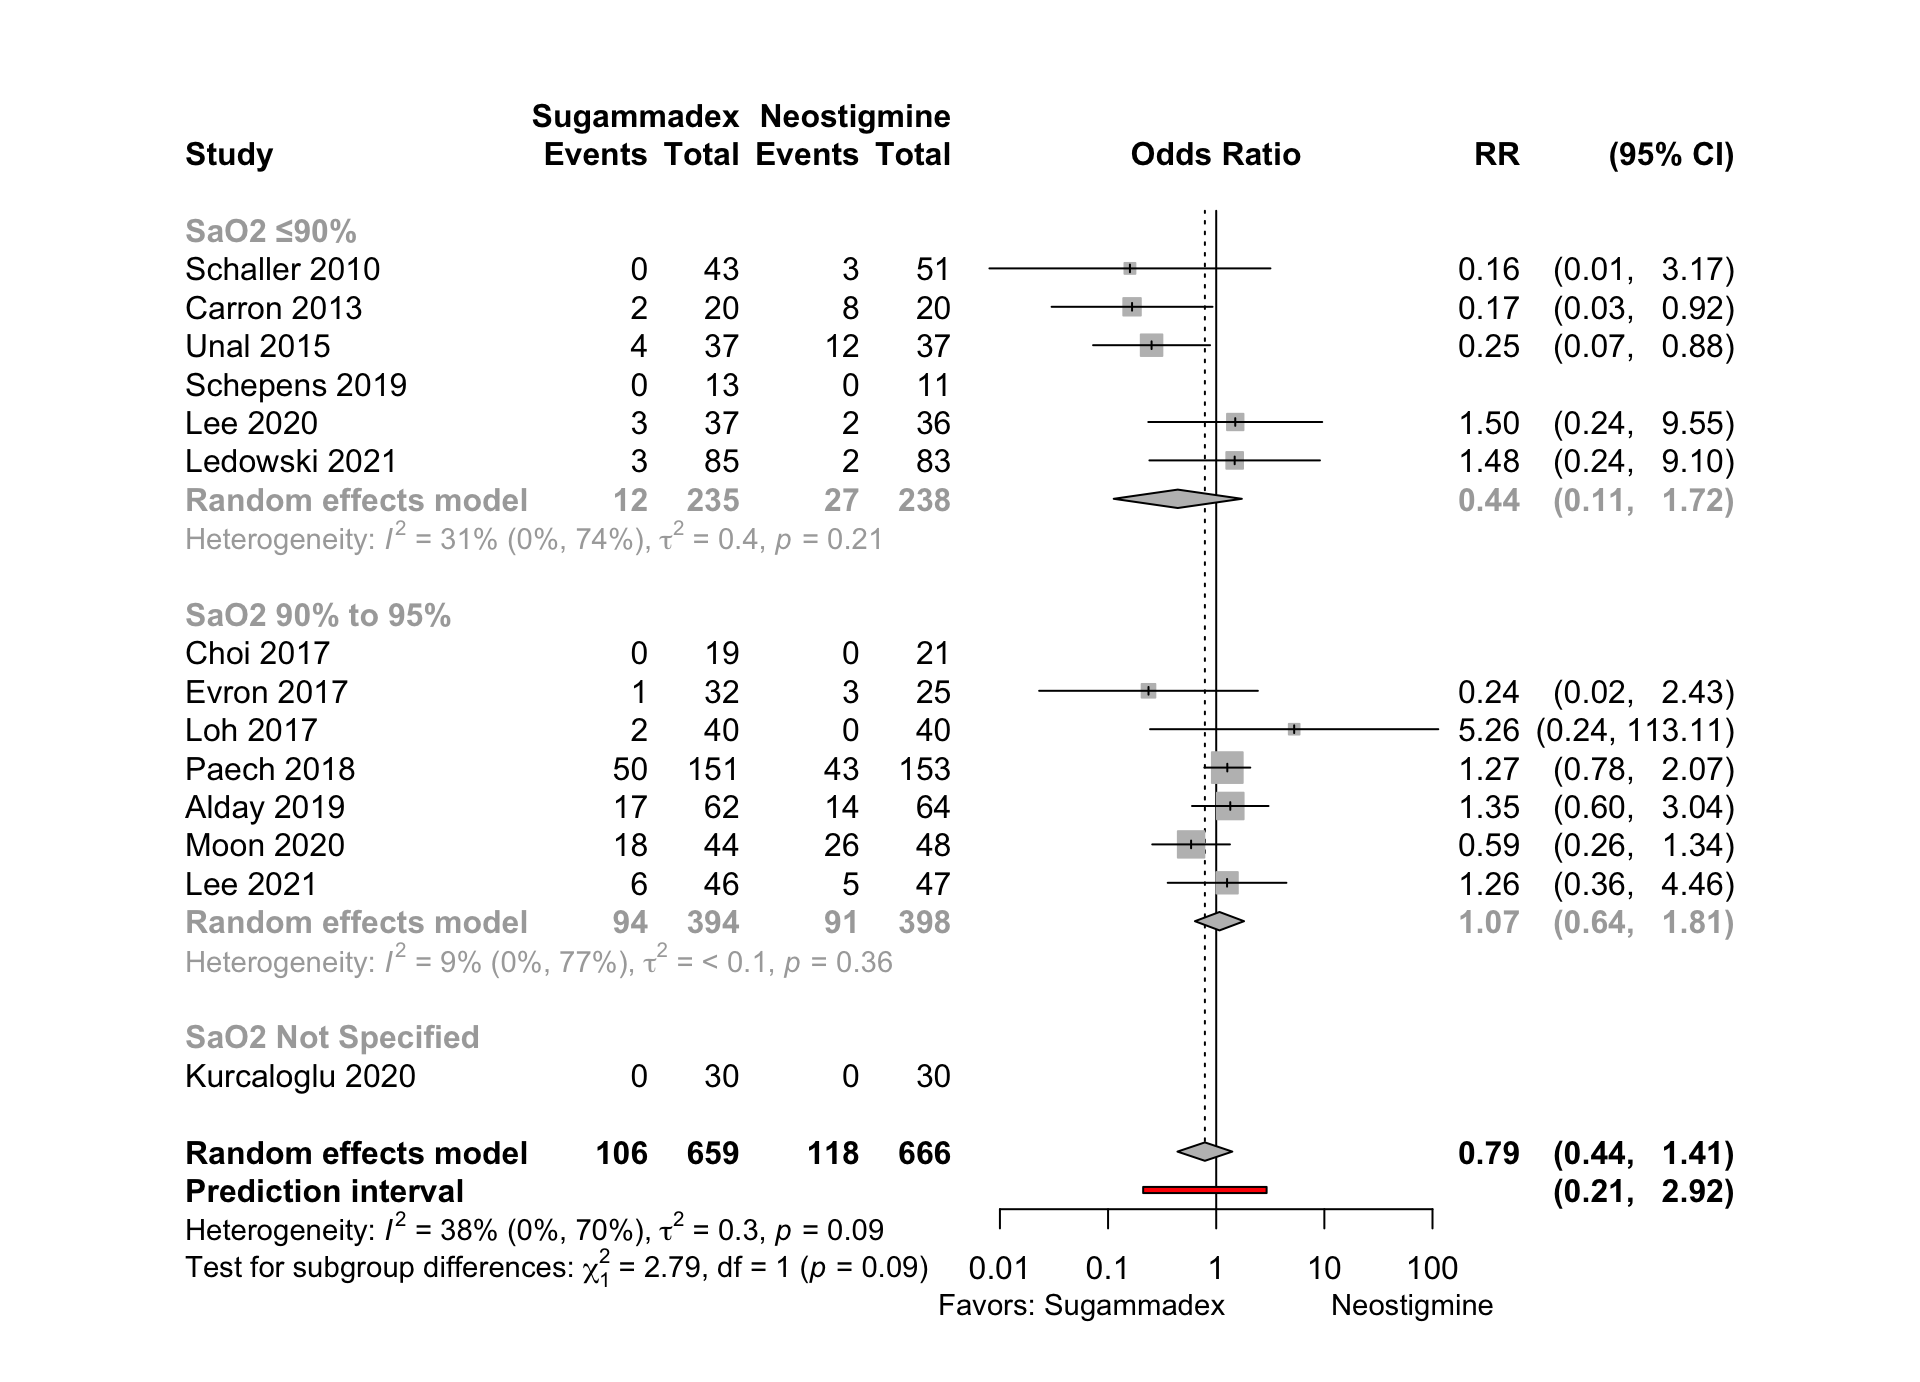 Sugammadex Neostigmine
Study Events Total Events Total Odds Ratio RR (95% CI)
SaO2 ≤90%
Schaller 2010 0 43 3 51 0.16 (0.01, 3.17)
Carron 2013 2 20 8 20 0.17 (0.03, 0.92)
Unal 2015 4 37 12 37 0.25 (0.07, 0.88)
Schepens 2019 0 13 0 11
Lee 2020 3 37 2 36 1.50 (0.24, 9.55)
Ledowski 2021 3 85 2 83 1.48 (0.24, 9.10)
Random effects model 12 235 27 238 0.44 (0.11, 1.72)
Heterogeneity: I² = 31% (0%, 74%), τ² = 0.4, p = 0.21
SaO2 90% to 95%
Choi 2017 0 19 0 21
Evron 2017 1 32 3 25 0.24 (0.02, 2.43)
Loh 2017 2 40 0 40 5.26 (0.24, 113.11)
Paech 2018 50 151 43 153 1.27 (0.78, 2.07)
Alday 2019 17 62 14 64 1.35 (0.60, 3.04)
Moon 2020 18 44 26 48 0.59 (0.26, 1.34)
Lee 2021 6 46 5 47 1.26 (0.36, 4.46)
Random effects model 94 394 91 398 1.07 (0.64, 1.81)
Heterogeneity: I² = 9% (0%, 77%), τ² = < 0.1, p = 0.36
SaO2 Not Specified
Kurcaloglu 2020 0 30 0 30
Random effects model 106 659 118 666 0.79 (0.44, 1.41)
Prediction interval (0.21, 2.92)
Heterogeneity: I² = 38% (0%, 70%), τ² = 0.3, p = 0.09
Test for subgroup differences: χ²₁ = 2.79, df = 1 (p = 0.09) 0.01 0.1 1 10 100
Favors: Sugammadex Neostigmine